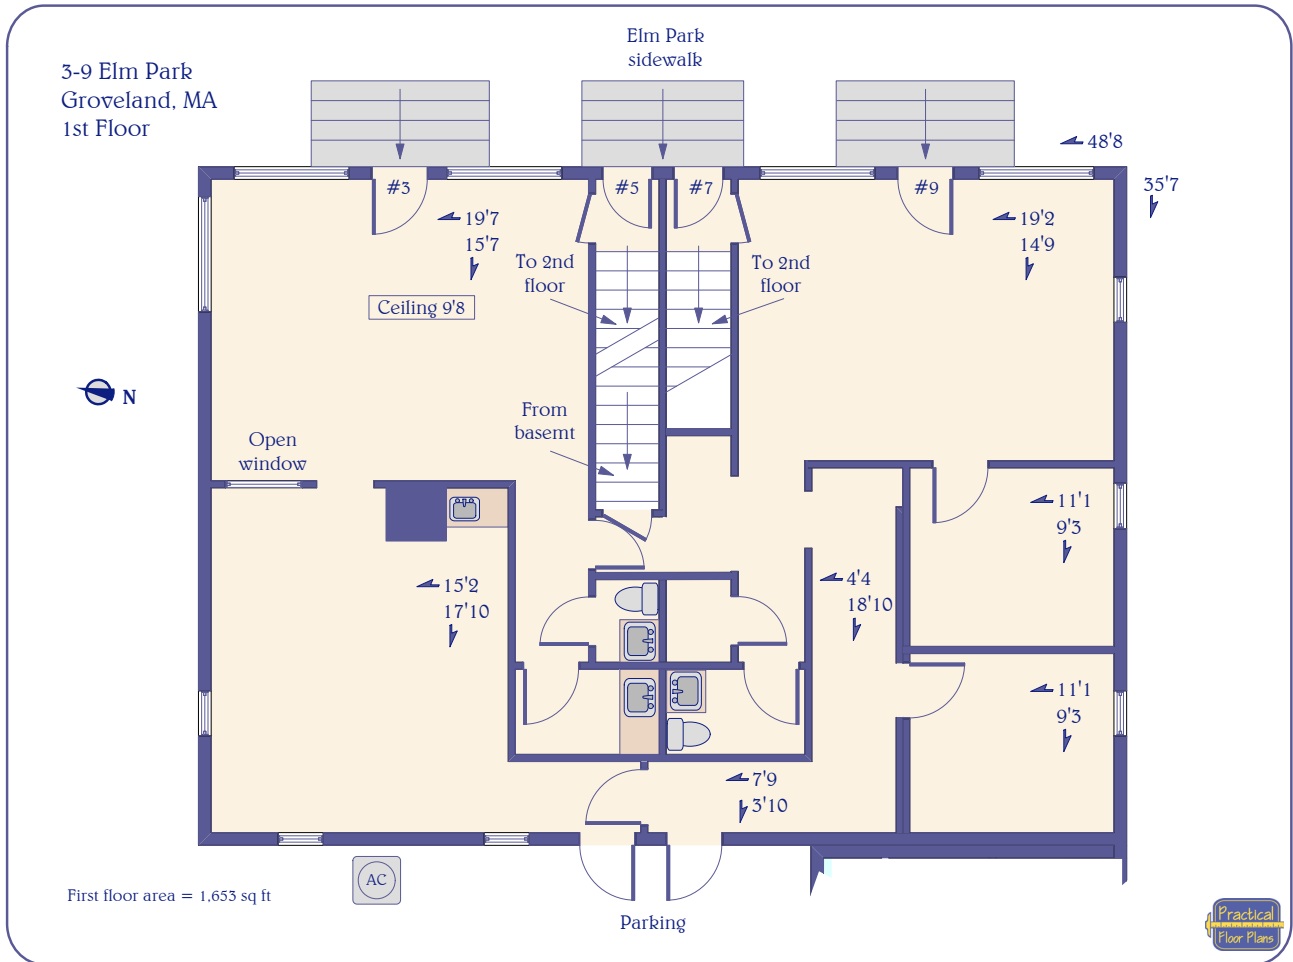 Elm Park
sidewalk
3-9 Elm Park
Groveland, MA
1st Floor
48'8
35'7
#3
#5
#7
#9
19'7
15'7
19'2
14'9
To 2nd
floor
To 2nd
floor
Ceiling 9'8
N
From
basemt
Open
window
11'1
9'3
15'2
17'10
4'4
18'10
11'1
9'3
7'9
3'10
AC
First floor area = 1,653 sq ft
Parking
Practical
Floor Plans